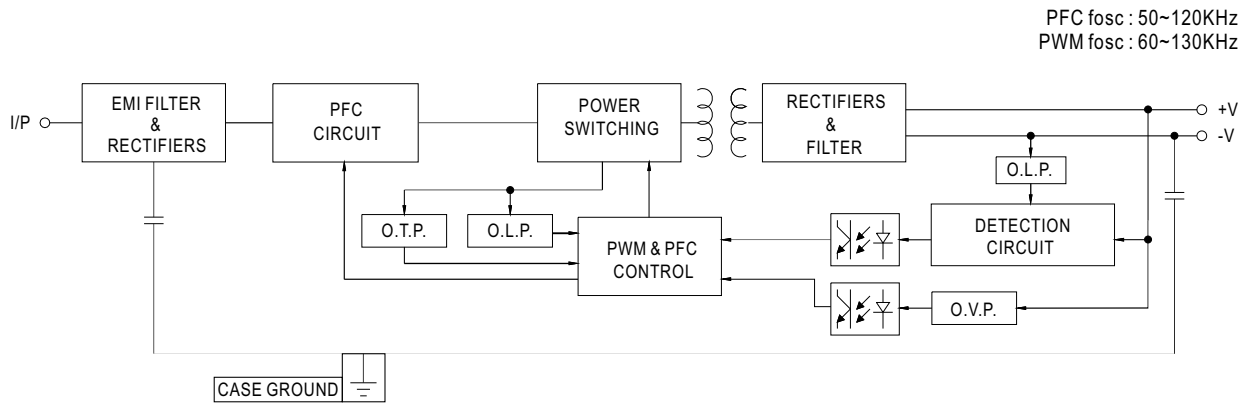 PFC fosc : 50~120KHz
PWM fosc : 60~130KHz
I/P
EMI FILTER
&
RECTIFIERS
PFC
CIRCUIT
POWER
SWITCHING
RECTIFIERS
&
FILTER
+V
-V
O.L.P.
O.T.P.
O.L.P.
PWM & PFC
CONTROL
DETECTION
CIRCUIT
O.V.P.
CASE GROUND